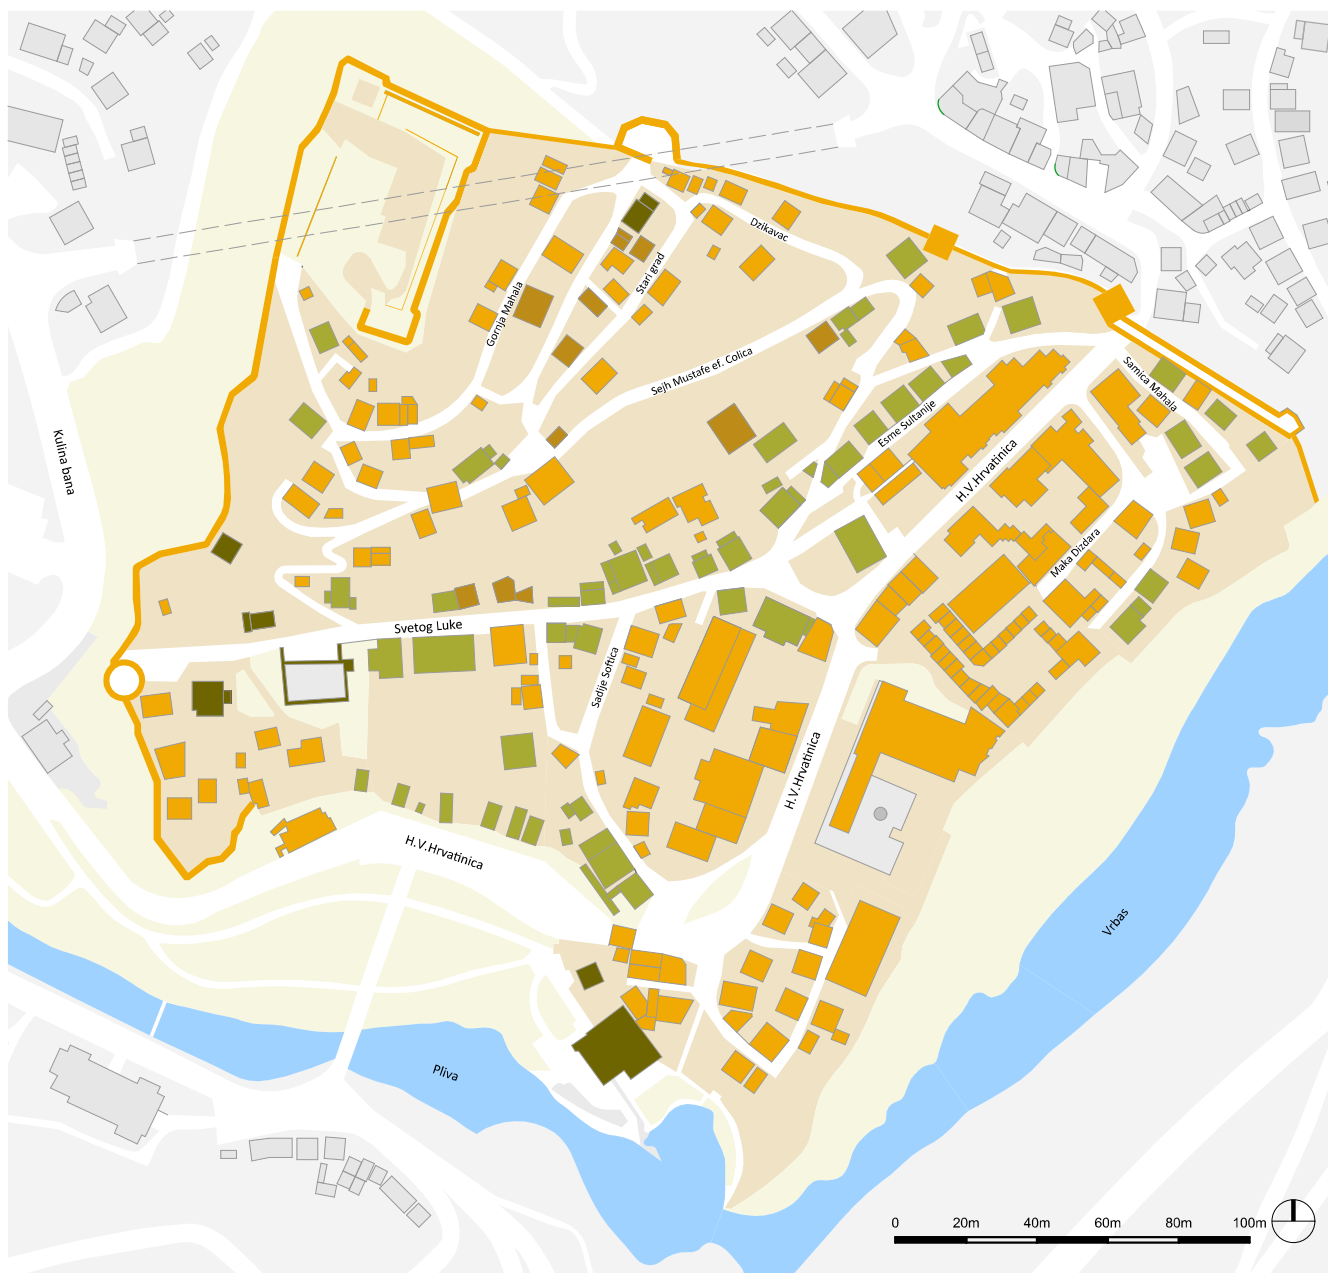 Dzikavac
Stari grad
Gornja Mahala
Sejh Mustafe ef. Colica
Samica Mahala
Esme Sultanije
H.V.Hrvatinica
Kulina bana
Maka Dizdara
Svetog Luke
Sadije Softica
H.V.Hrvatinica
H.V.Hrvatinica
Vrbas
Pliva
0 20m 40m 60m 80m 100m